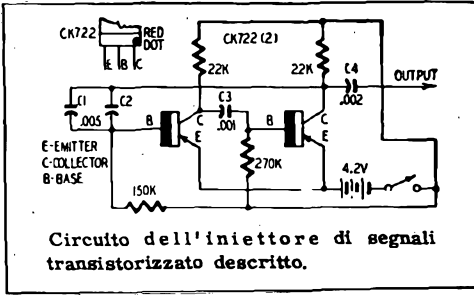 CK722
RED
DOT
E B C
CK722 (2)
22K
22K
C4
.002
OUTPUT
C1
.005
C2
B
C
E
C3
.001
B
C
E
E-EMITTER
C-COLLECTOR
B-BASE
270K
4.2V
150K
Circuito dell'iniettore di segnali
transistorizzato descritto.